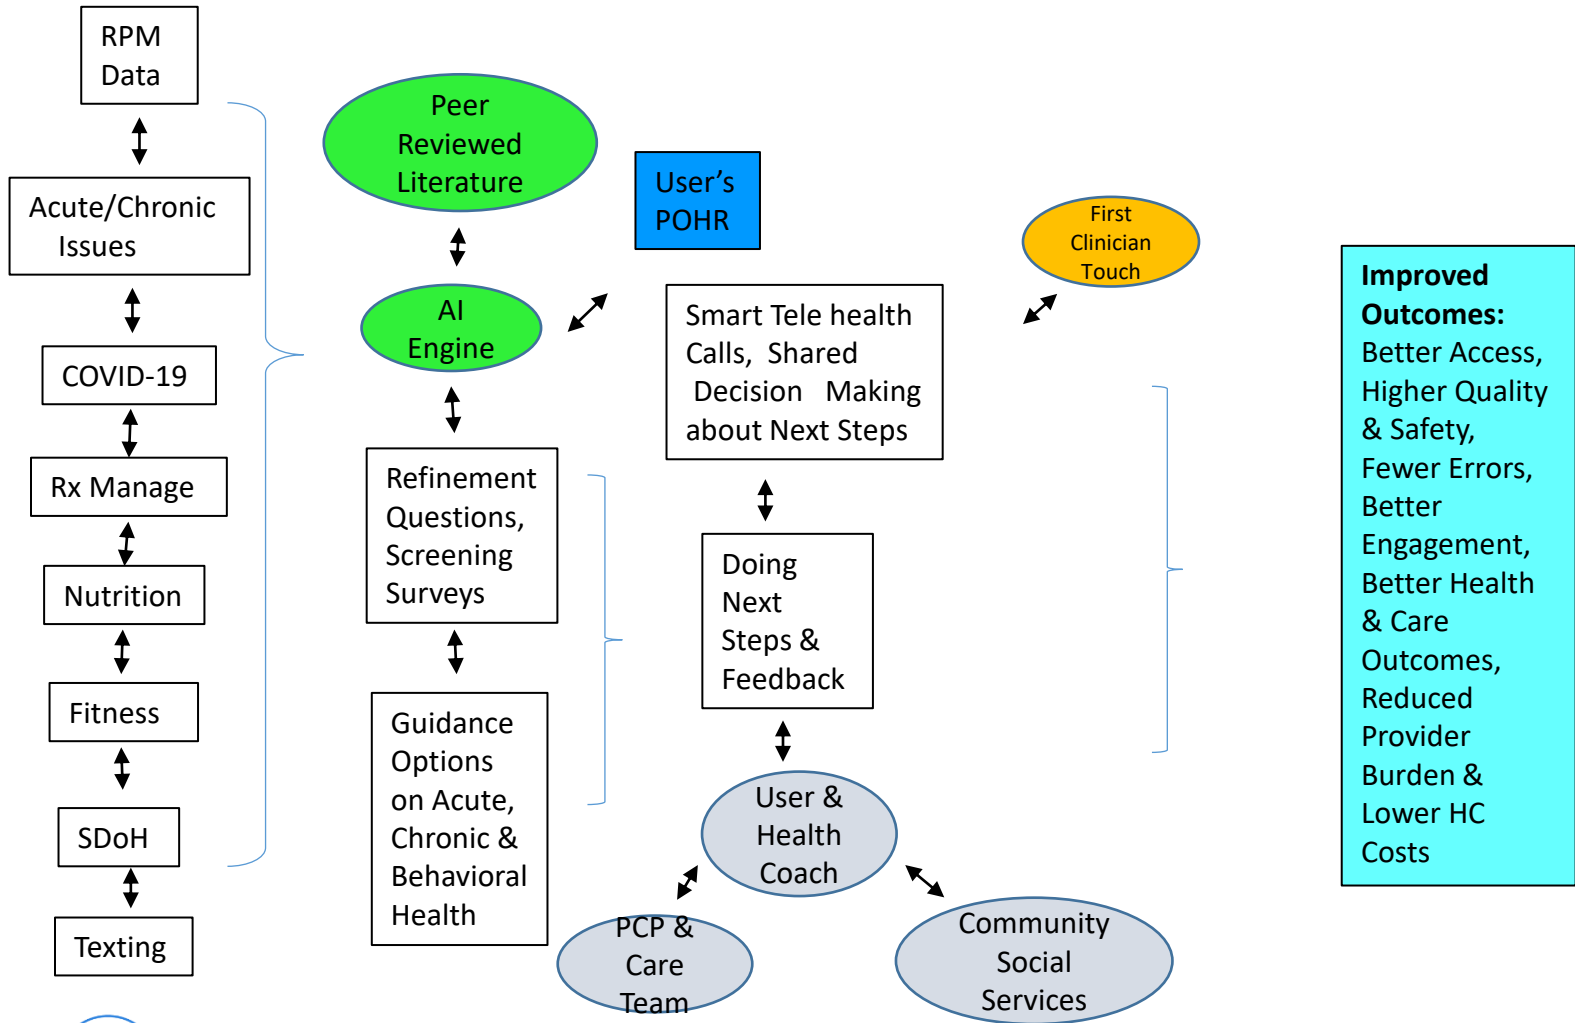 RPM
Data
Acute/Chronic
Issues
COVID-19
Rx Manage
Nutrition
Fitness
SDoH
Texting
Peer
Reviewed
Literature
AI
Engine
Refinement
Questions,
Screening
Surveys
Guidance
Options
on Acute,
Chronic &
Behavioral
Health
User’s
POHR
Smart Tele health
Calls, Shared
Decision Making
about Next Steps
Doing
Next
Steps &
Feedback
User &
Health
Coach
PCP &
Care
Team
Community
Social
Services
First
Clinician
Touch
Improved
Outcomes:
Better Access,
Higher Quality
& Safety,
Fewer Errors,
Better
Engagement,
Better Health
& Care
Outcomes,
Reduced
Provider
Burden &
Lower HC
Costs